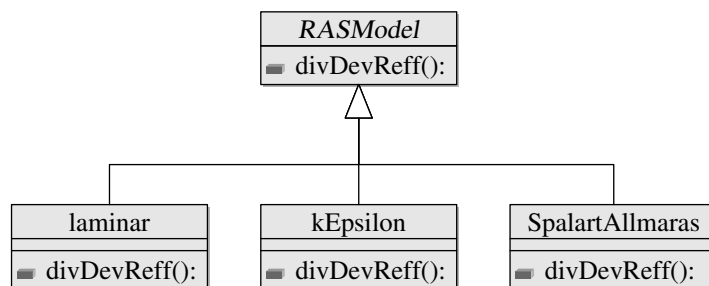 RASModel
divDevReff():
laminar
kEpsilon
SpalartAllmaras
divDevReff():
divDevReff():
divDevReff():